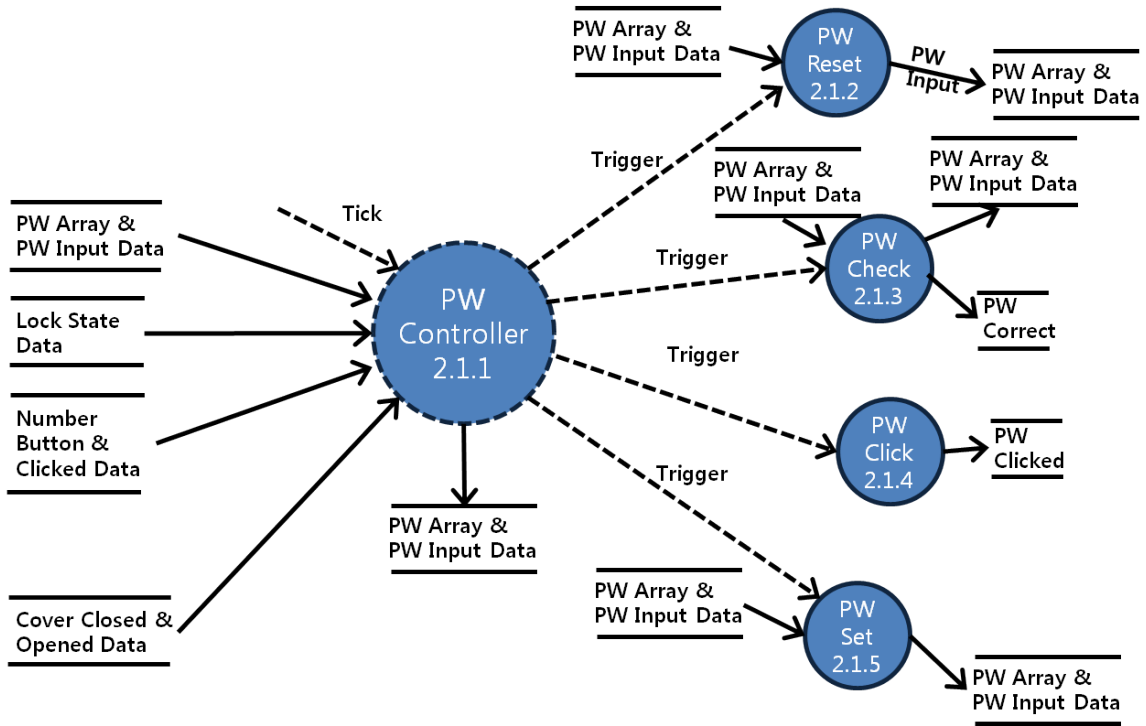 PW Array &
PW Input Data
PW
Reset
2.1.2
PW
Input
PW Array &
PW Input Data
Trigger
PW Array &
PW Input Data
PW Array &
PW Input Data
PW Array &
PW Input Data
Tick
Trigger
PW
Check
2.1.3
PW
Controller
2.1.1
Lock State
Data
PW
Correct
Trigger
Number
Button &
Clicked Data
PW
Click
2.1.4
PW
Clicked
Trigger
PW Array &
PW Input Data
PW Array &
PW Input Data
Cover Closed &
Opened Data
PW
Set
2.1.5
PW Array &
PW Input Data